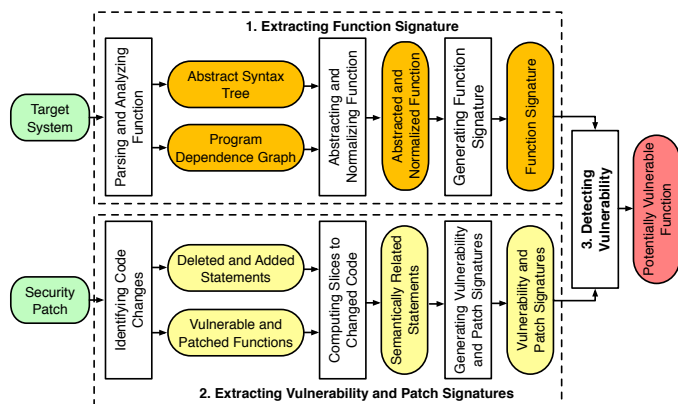 1. Extracting Function Signature
Target
System
Parsing and Analyzing
Function
Abstract Syntax
Tree
Program
Dependence Graph
Abstracting and
Normalizing Function
Abstracted and
Normalized Function
Generating Function
Signature
Function Signature
3. Detecting
Vulnerability
Potentially Vulnerable
Function
Security
Patch
Identifying Code
Changes
Deleted and Added
Statements
Vulnerable and
Patched Functions
Computing Slices to
Changed Code
Semantically Related
Statements
Generating Vulnerability
and Patch Signatures
Vulnerability and
Patch Signatures
2. Extracting Vulnerability and Patch Signatures